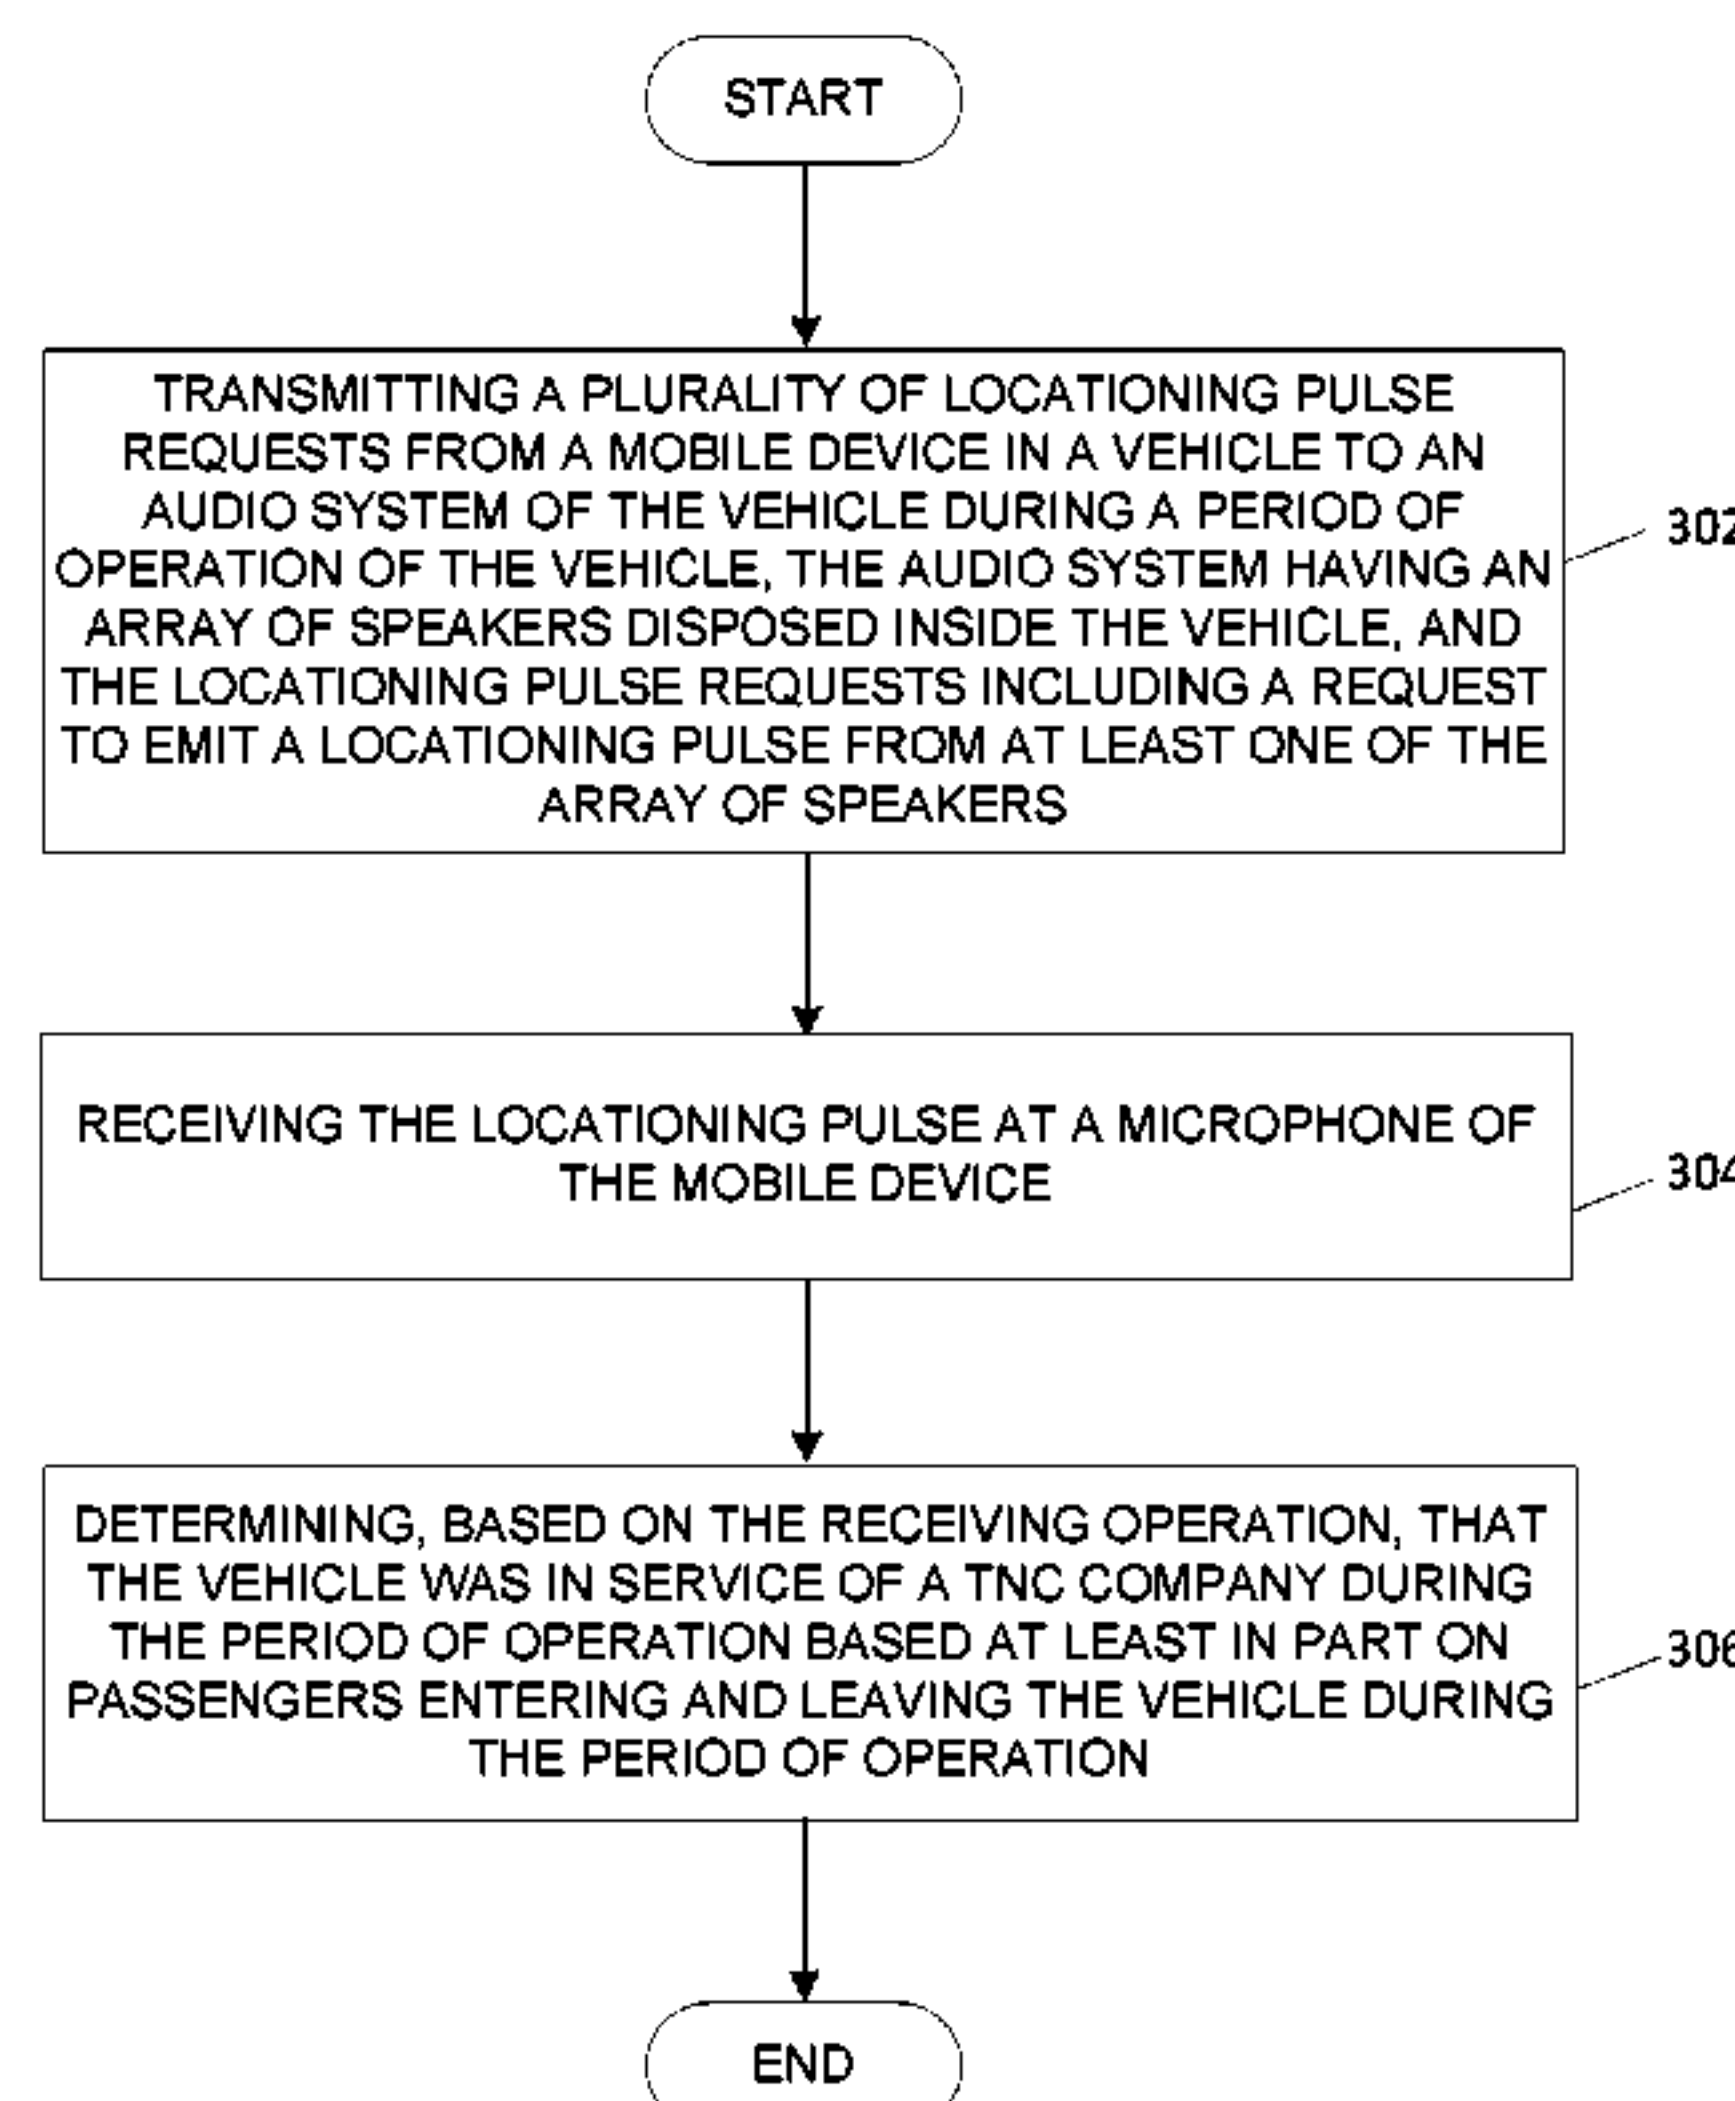 START
TRANSMITTING A PLURALITY OF LOCATIONING PULSE
REQUESTS FROM A MOBILE DEVICE IN A VEHICLE TO AN
AUDIO SYSTEM OF THE VEHICLE DURING A PERIOD OF
OPERATION OF THE VEHICLE, THE AUDIO SYSTEM HAVING AN
ARRAY OF SPEAKERS DISPOSED INSIDE THE VEHICLE, AND
THE LOCATIONING PULSE REQUESTS INCLUDING A REQUEST
TO EMIT A LOCATIONING PULSE FROM AT LEAST ONE OF THE
ARRAY OF SPEAKERS
302
RECEIVING THE LOCATIONING PULSE AT A MICROPHONE OF
THE MOBILE DEVICE
304
DETERMINING, BASED ON THE RECEIVING OPERATION, THAT
THE VEHICLE WAS IN SERVICE OF A TNC COMPANY DURING
THE PERIOD OF OPERATION BASED AT LEAST IN PART ON
PASSENGERS ENTERING AND LEAVING THE VEHICLE DURING
THE PERIOD OF OPERATION
306
END